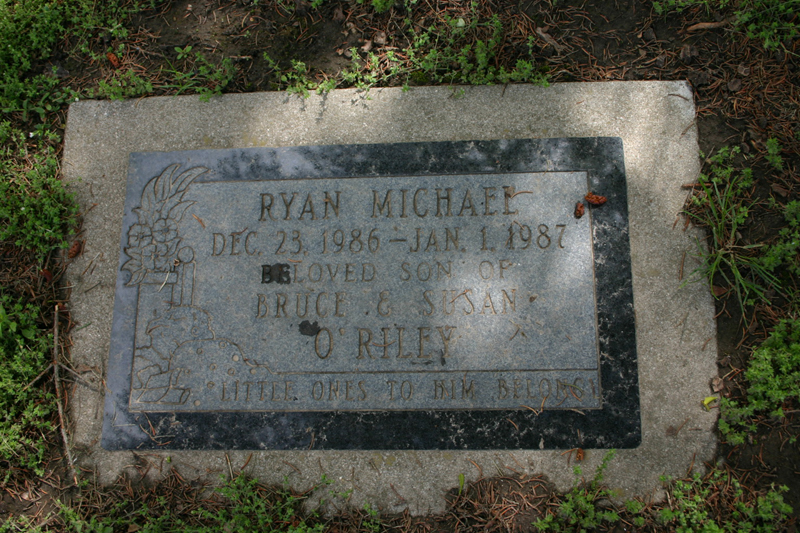 RYAN MICHAEL
DEC. 23, 1986 – JAN. 1, 1987
BELOVED SON OF
BRUCE & SUSAN
O'RILEY
LITTLE ONES TO HIM BELONG